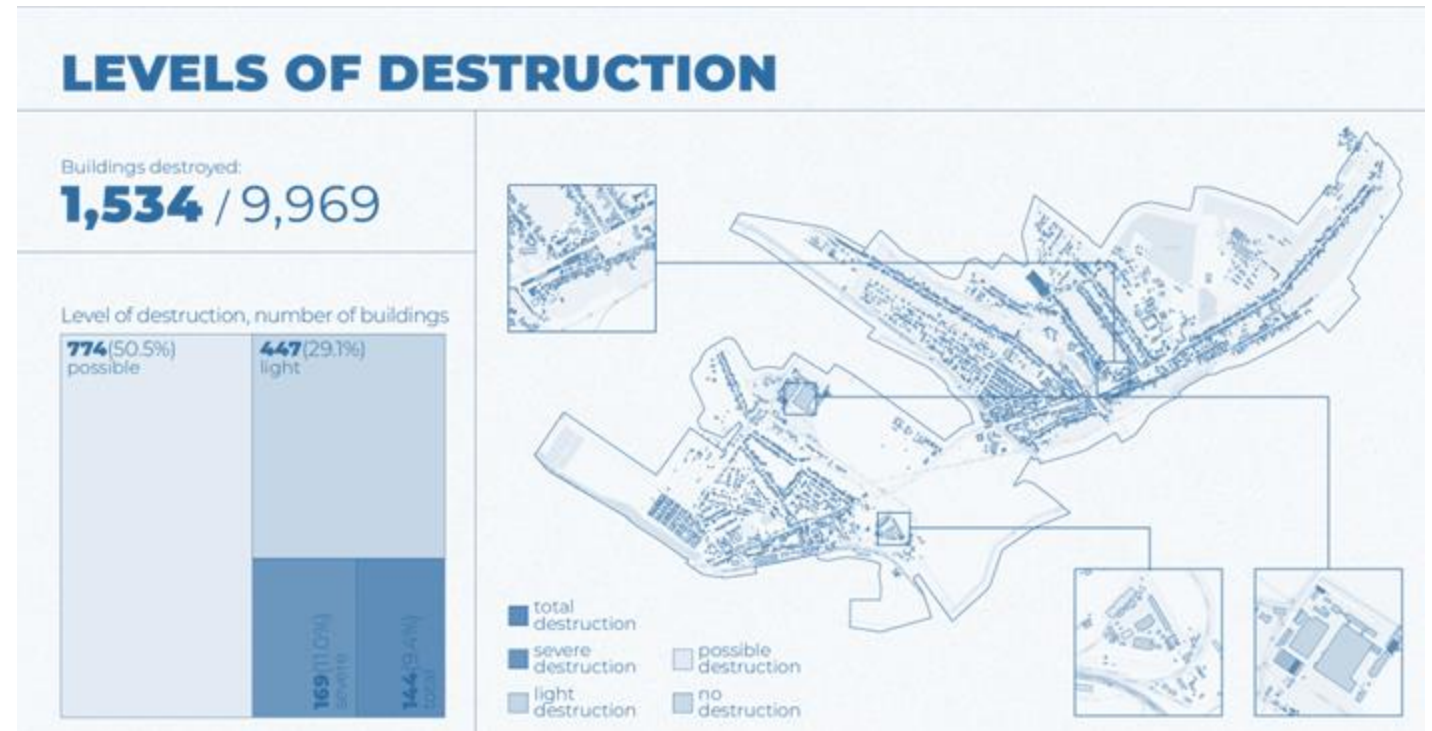 LEVELS OF DESTRUCTION
Buildings destroyed:
1,534 / 9,969
Level of destruction, number of buildings
774(50.5%)
possible
447(29.1%)
light
169(11.0%)
severe
144(9.4%)
total
total
destruction
severe
destruction
light
destruction
possible
destruction
no
destruction